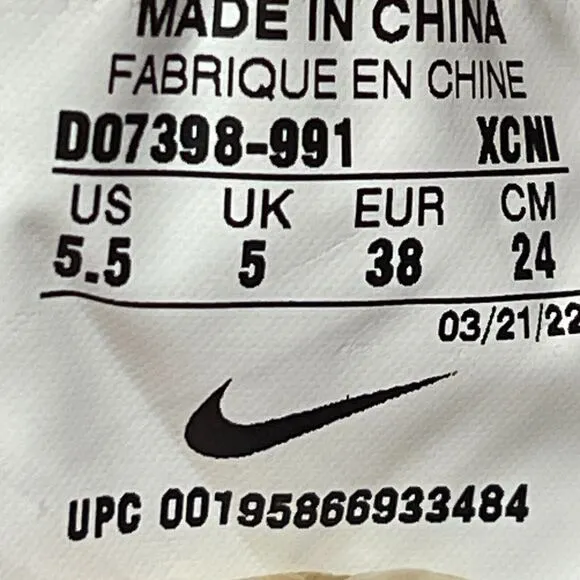 MADE IN CHINA
FABRIQUE EN CHINE
DO7398-991 XCNI
US UK EUR CM
5.5 5 38 24
03/21/22
UPC 00195866933484